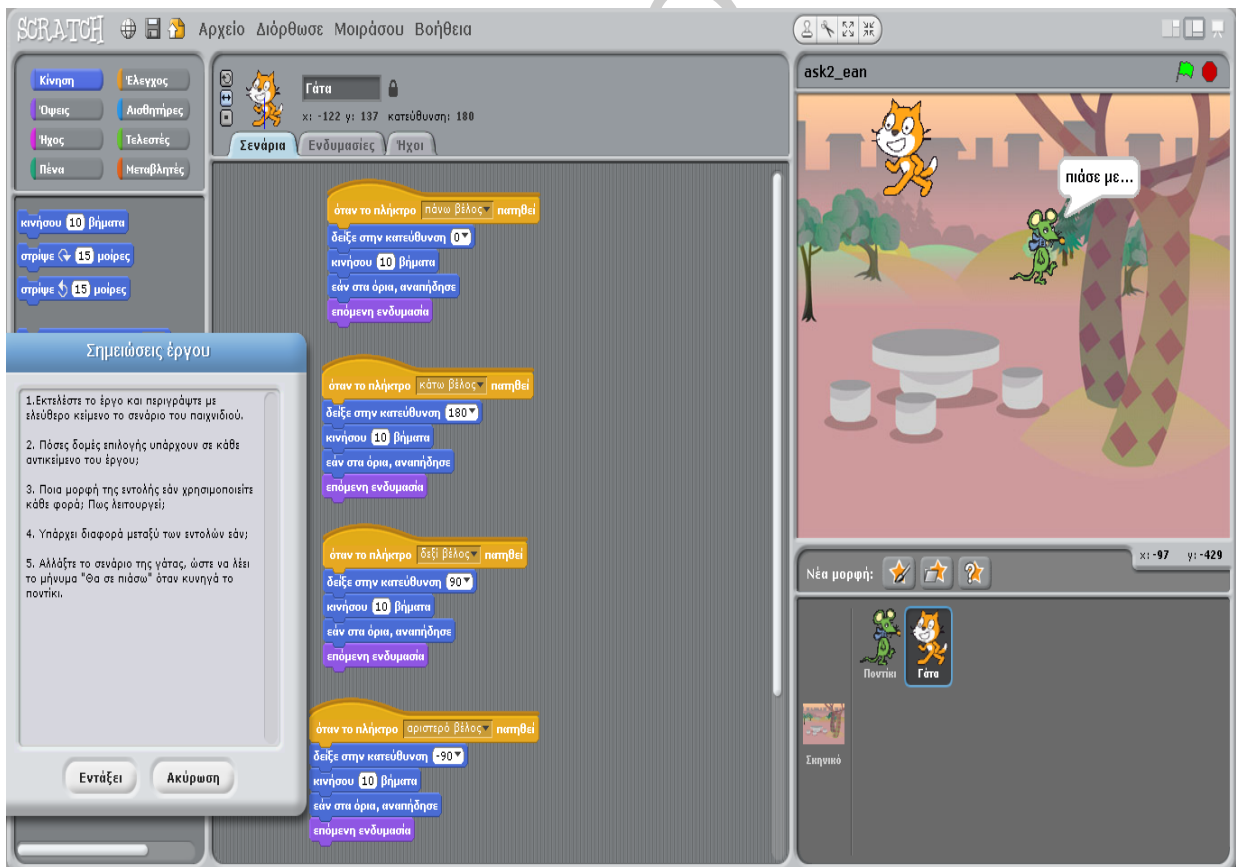 SCRATCH Αρχείο Διόρθωσε Μοιράσου Βοήθεια
Κίνηση Έλεγχος
Όψεις Αισθητήρες
Ήχος Τελεστές
Πένα Μεταβλητές
κινήσου 10 βήματα
στρίψε 15 μοίρες
στρίψε 15 μοίρες
Σημειώσεις έργου
1.Εκτελέστε το έργο και περιγράψτε με
ελεύθερο κείμενο το σενάριο του παιχνιδιού.
2. Πόσες δομές επιλογής υπάρχουν σε κάθε
αντικείμενο του έργου;
3. Ποια μορφή της εντολής εάν χρησιμοποιείτε
κάθε φορά; Πως λειτουργεί;
4. Υπάρχει διαφορά μεταξύ των εντολών εάν;
5. Αλλάξτε το σενάριο της γάτας, ώστε να λέει
το μήνυμα "Θα σε πιάσω" όταν κυνηγά το
ποντίκι.
Εντάξει Ακύρωση
Γάτα
x: -122 y: 137 κατεύθυνση: 180
Σενάρια Ενδυμασίες Ήχοι
όταν το πλήκτρο πάνω βέλος πατηθεί
δείξε στην κατεύθυνση 0
κινήσου 10 βήματα
εάν στα όρια, αναπήδησε
επόμενη ενδυμασία
όταν το πλήκτρο κάτω βέλος πατηθεί
δείξε στην κατεύθυνση 180
κινήσου 10 βήματα
εάν στα όρια, αναπήδησε
επόμενη ενδυμασία
όταν το πλήκτρο δεξί βέλος πατηθεί
δείξε στην κατεύθυνση 90
κινήσου 10 βήματα
εάν στα όρια, αναπήδησε
επόμενη ενδυμασία
όταν το πλήκτρο αριστερό βέλος πατηθεί
δείξε στην κατεύθυνση -90
κινήσου 10 βήματα
εάν στα όρια, αναπήδησε
επόμενη ενδυμασία
ask2_ean
πιάσε με...
x: -97 y: -429
Νέα μορφή:
Ποντίκι Γάτα
Σκηνικό